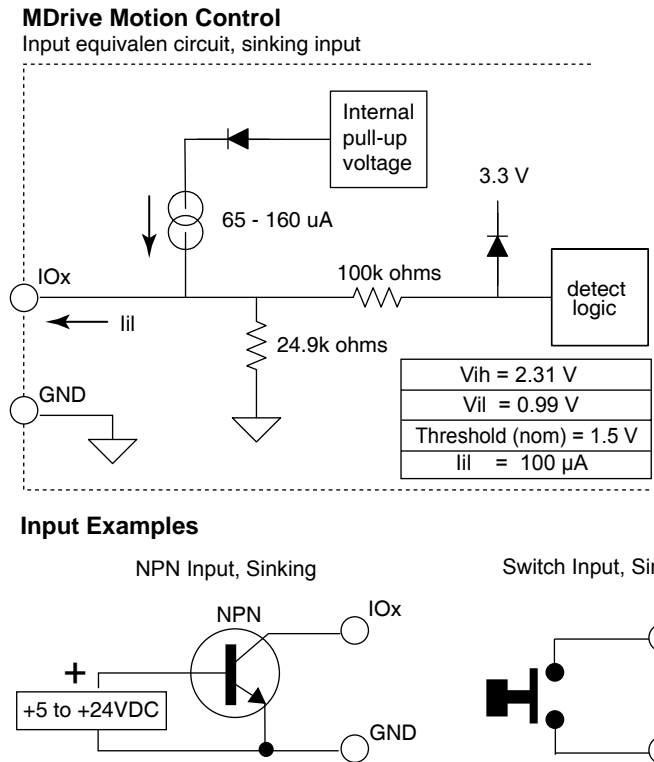 MDrive Motion Control
Input equivalen circuit, sinking input
Internal
pull-up
voltage
3.3 V
65 - 160 uA
IOx
100k ohms
detect
logic
Iil
24.9k ohms
GND
Vih = 2.31 V
Vil = 0.99 V
Threshold (nom) = 1.5 V
Iil = 100 µA
Input Examples
NPN Input, Sinking
Switch Input, Sin
NPN
IOx
+
+5 to +24VDC
GND